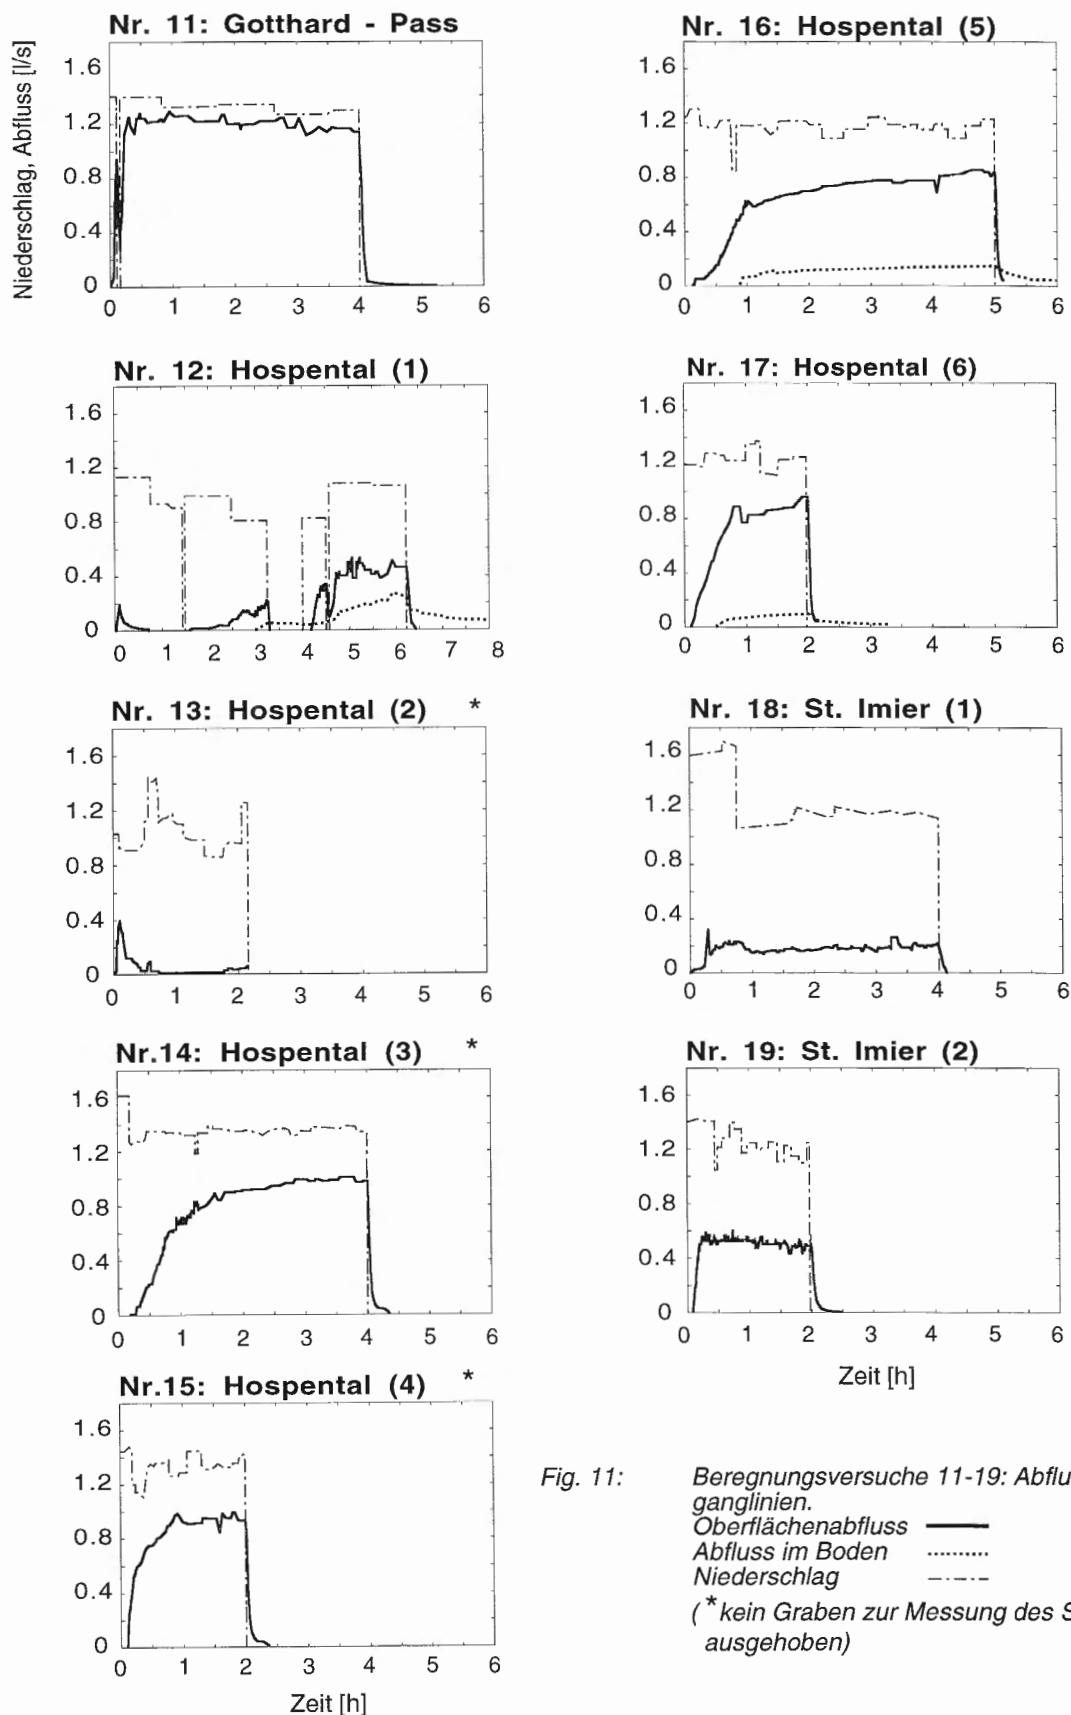 Nr. 11: Gotthard - Pass
Niederschlag, Abfluss [l/s]
1.6
1.2
0.8
0.4
0
0 1 2 3 4 5 6
Nr. 12: Hospental (1)
1.6
1.2
0.8
0.4
0
0 1 2 3 4 5 6 7 8
Nr. 13: Hospental (2) *
1.6
1.2
0.8
0.4
0
0 1 2 3 4 5 6
Nr.14: Hospental (3) *
1.6
1.2
0.8
0.4
0
0 1 2 3 4 5 6
Nr.15: Hospental (4) *
1.6
1.2
0.8
0.4
0
0 1 2 3 4 5 6
Zeit [h]
Nr. 16: Hospental (5)
1.6
1.2
0.8
0.4
0
0 1 2 3 4 5 6
Nr. 17: Hospental (6)
1.6
1.2
0.8
0.4
0
0 1 2 3 4 5 6
Nr. 18: St. Imier (1)
1.6
1.2
0.8
0.4
0
0 1 2 3 4 5 6
Nr. 19: St. Imier (2)
1.6
1.2
0.8
0.4
0
0 1 2 3 4 5 6
Zeit [h]
Fig. 11: Beregnungsversuche 11-19: Abflu
ganglinien.
Oberflächenabfluss
Abfluss im Boden
Niederschlag
(*kein Graben zur Messung des S
ausgehoben)